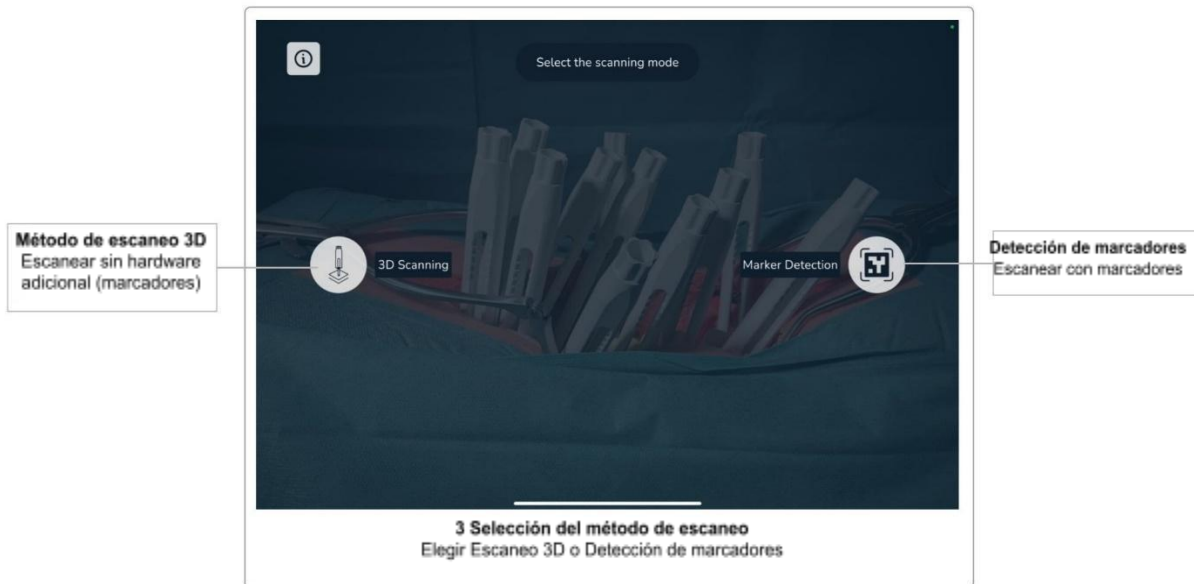 Select the scanning mode
Método de escaneo 3D
Escanear sin hardware
adicional (marcadores)
3D Scanning
Marker Detection
Detección de marcadores
Escanear con marcadores
3 Selección del método de escaneo
Elegir Escaneo 3D o Detección de marcadores